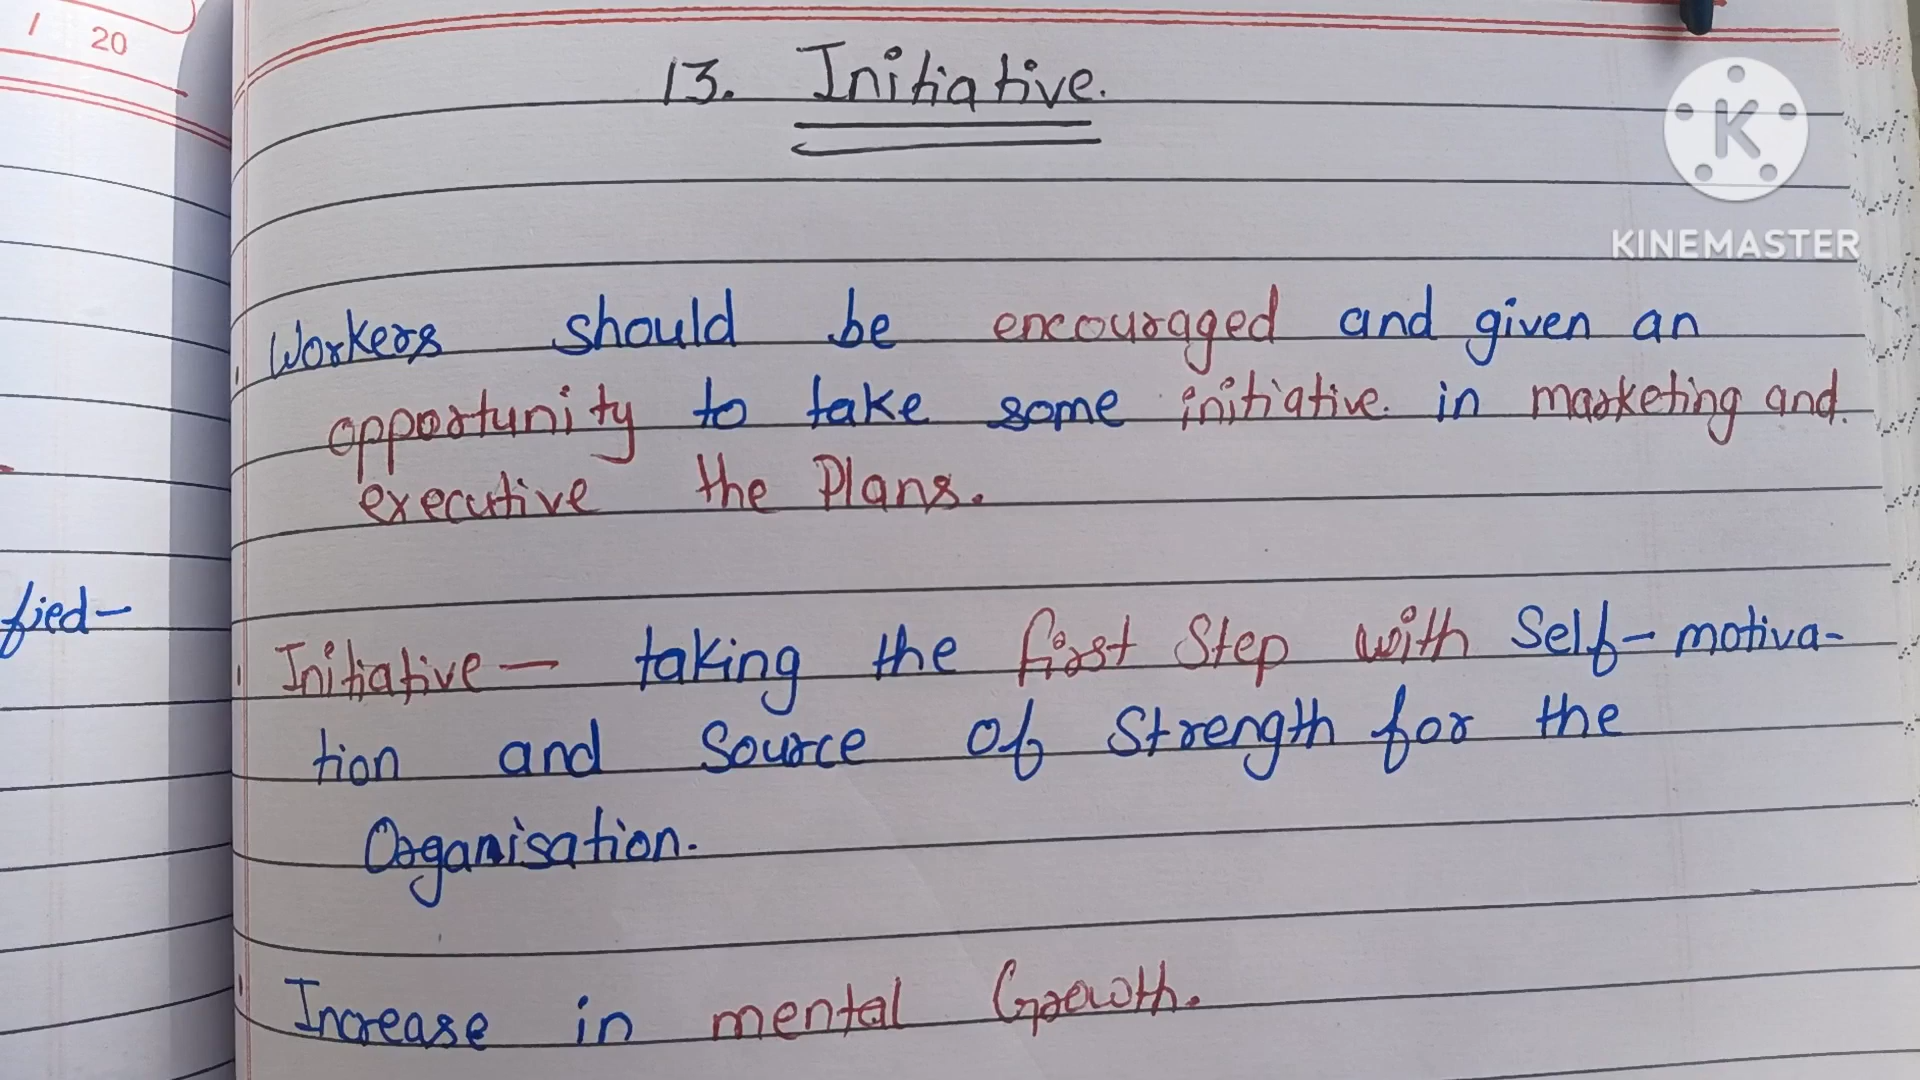 / 20
13. Initiative.
KINEMASTER
Workers should be encouraged and given an
opportunity to take some initiative in marketing and
executive the Plans.
fied-
Initiative - taking the first Step with Self-motiva-
tion and Source of Strength for the
Organisation.
Increase in mental Growth.